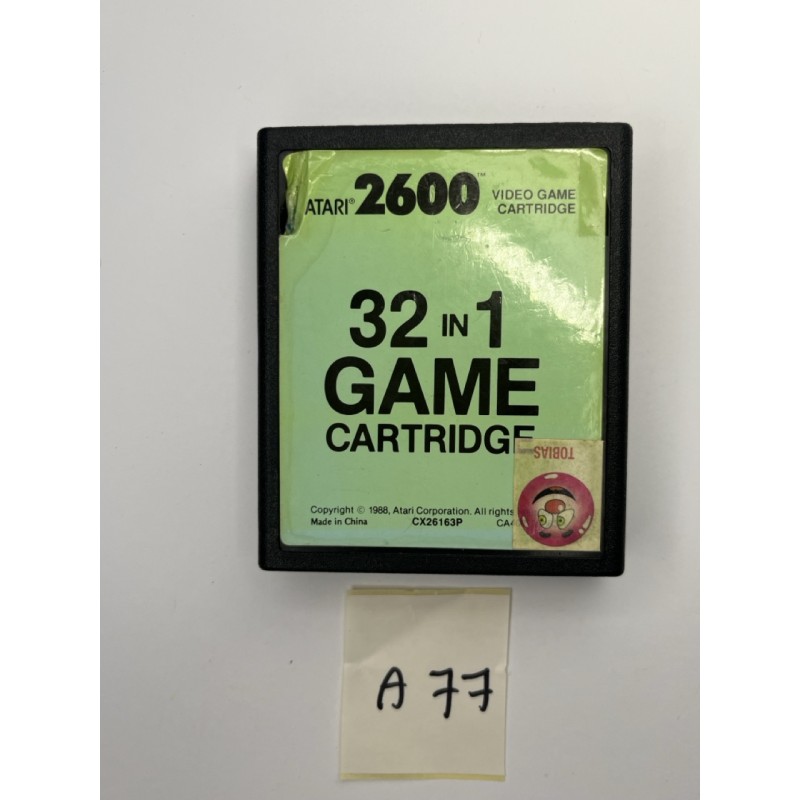 ATARI® 2600™ VIDEO GAME
CARTRIDGE
32 IN 1
GAME
CARTRIDGE
TOBIAS
Copyright © 1988, Atari Corporation. All rights
Made in China CX26163P
A 77